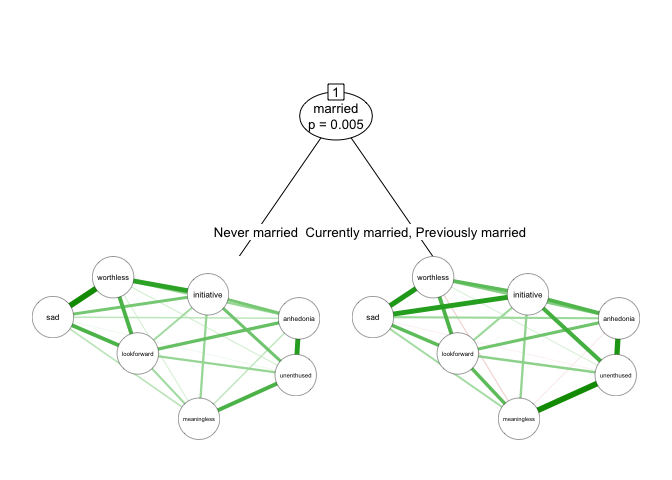 1
married
p = 0.005
Never married
Currently married, Previously married
worthless
initiative
sad
anhedonia
lookforward
unenthused
meaningless
worthless
initiative
sad
anhedonia
lookforward
unenthused
meaningless